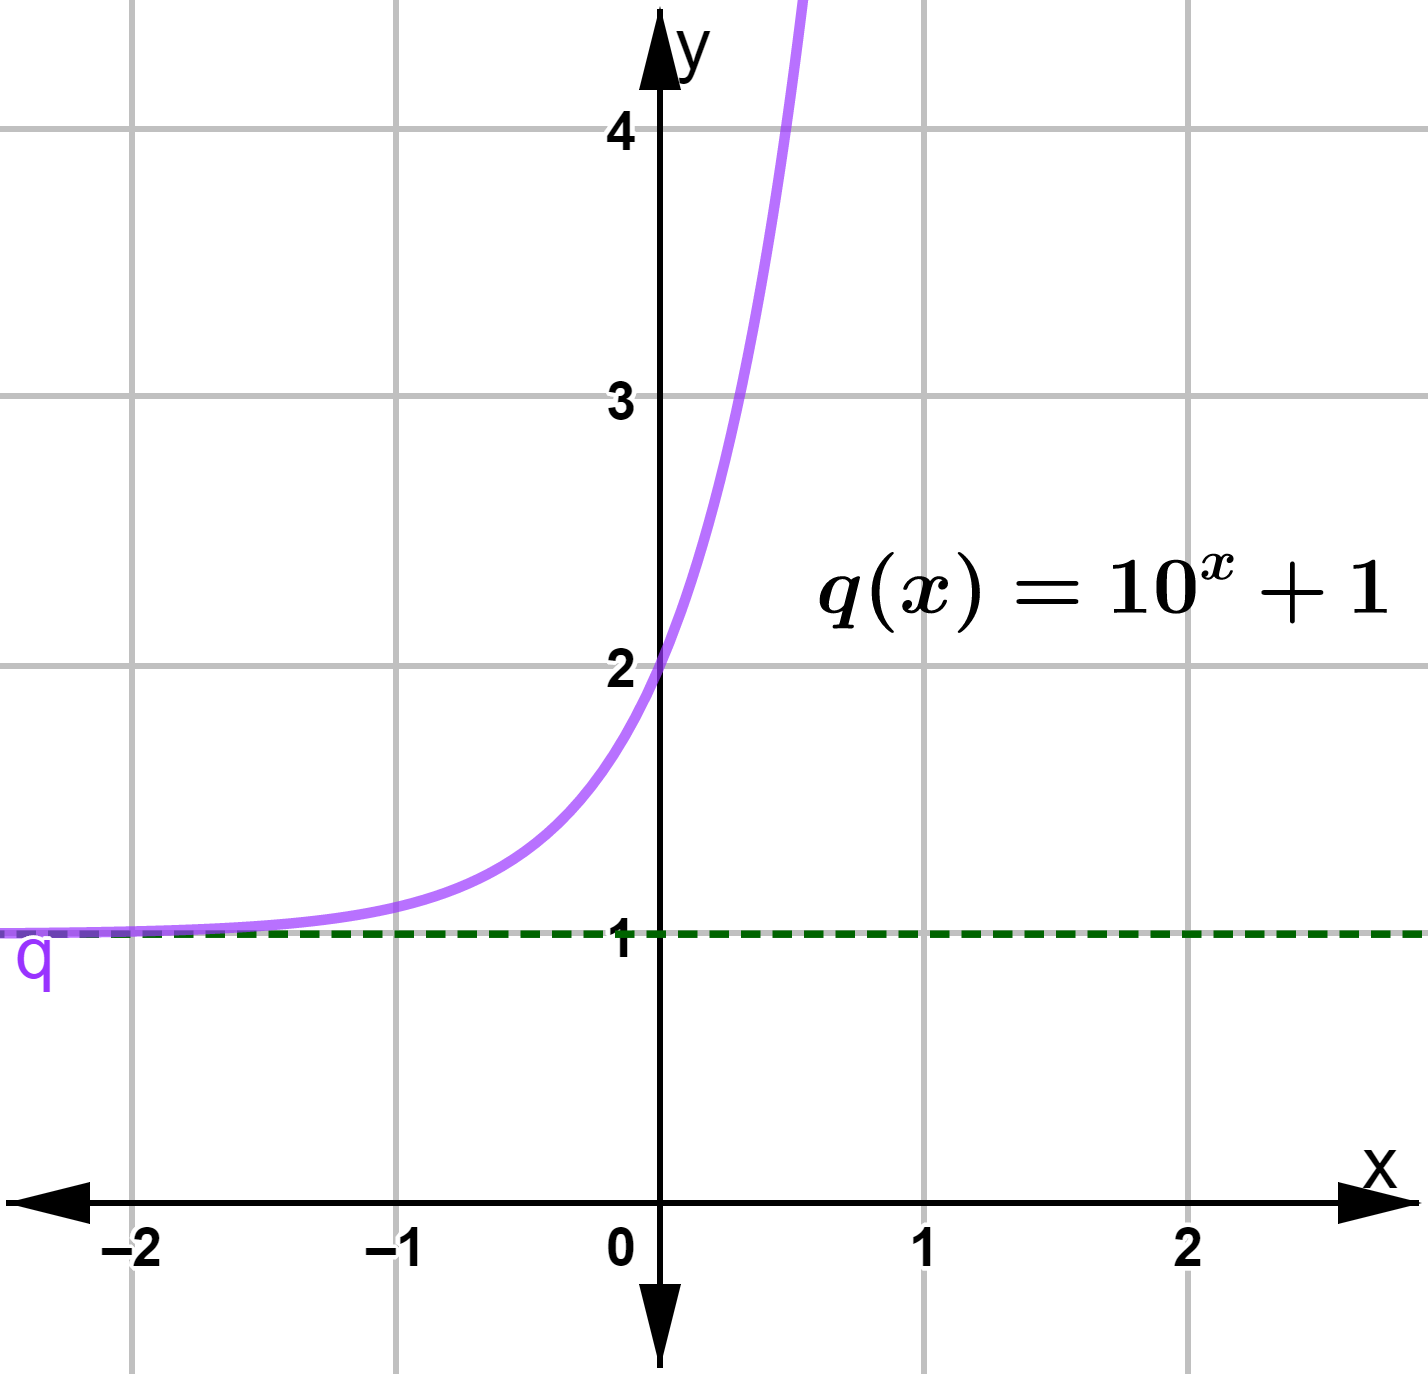 y
4
3
q(x) = 10^x + 1
2
1
q
x
–2 –1 0 1 2